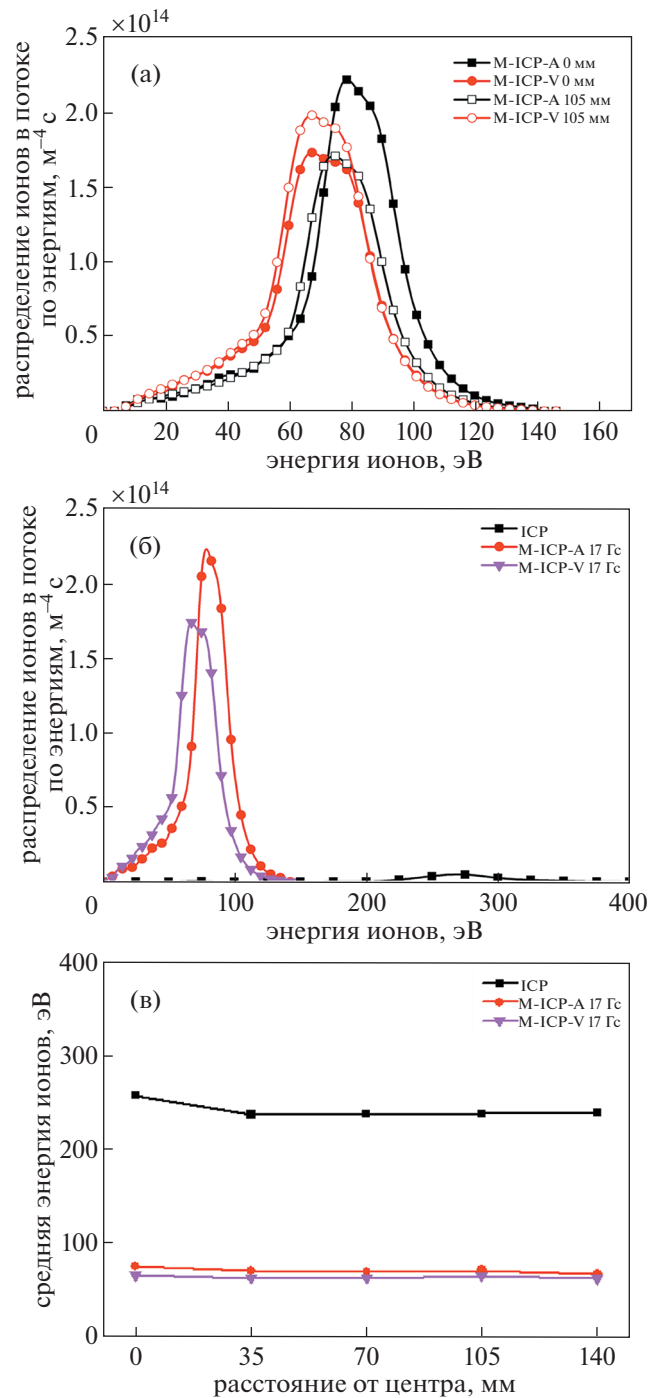 ×10¹⁴
2.5
(а)
M-ICP-A 0 мм
M-ICP-V 0 мм
M-ICP-A 105 мм
M-ICP-V 105 мм
2.0
1.5
1.0
0.5
0
распределение ионов в потоке
по энергиям, м⁻⁴ с
20 40 60 80 100 120 140 160
энергия ионов, эВ
×10¹⁴
2.5
(б)
ICP
M-ICP-A 17 Гс
M-ICP-V 17 Гс
2.0
1.5
1.0
0.5
0
распределение ионов в потоке
по энергиям, м⁻⁴ с
100 200 300 400
энергия ионов, эВ
400
(в)
ICP
M-ICP-A 17 Гс
M-ICP-V 17 Гс
300
200
100
0
средняя энергия ионов, эВ
0 35 70 105 140
расстояние от центра, мм